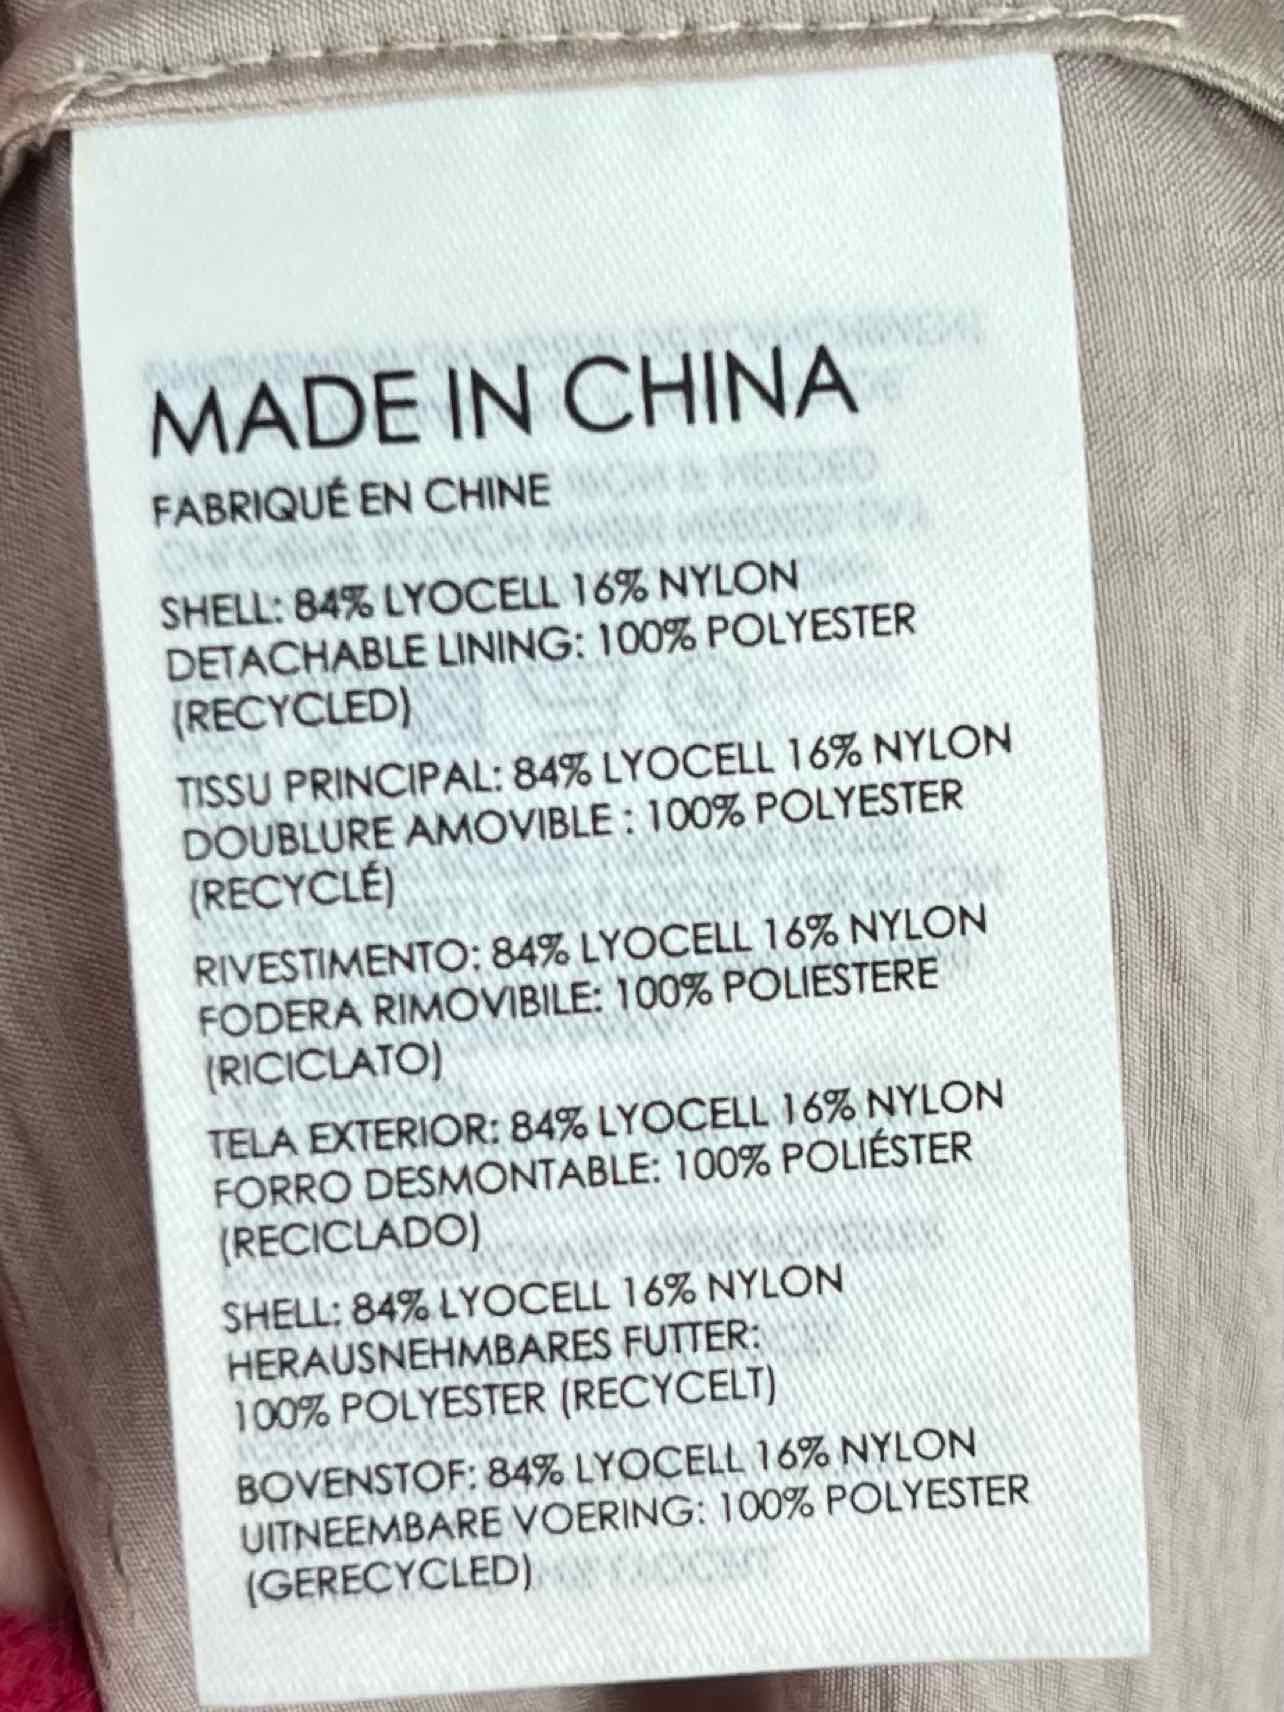 MADE IN CHINA
FABRIQUÉ EN CHINE
SHELL: 84% LYOCELL 16% NYLON
DETACHABLE LINING: 100% POLYESTER
(RECYCLED)
TISSU PRINCIPAL: 84% LYOCELL 16% NYLON
DOUBLURE AMOVIBLE : 100% POLYESTER
(RECYCLÉ)
RIVESTIMENTO: 84% LYOCELL 16% NYLON
FODERA RIMOVIBILE: 100% POLIESTERE
(RICICLATO)
TELA EXTERIOR: 84% LYOCELL 16% NYLON
FORRO DESMONTABLE: 100% POLIÉSTER
(RECICLADO)
SHELL: 84% LYOCELL 16% NYLON
HERAUSNEHMBARES FUTTER:
100% POLYESTER (RECYCELT)
BOVENSTOF: 84% LYOCELL 16% NYLON
UITNEEMBARE VOERING: 100% POLYESTER
(GERECYCLED)